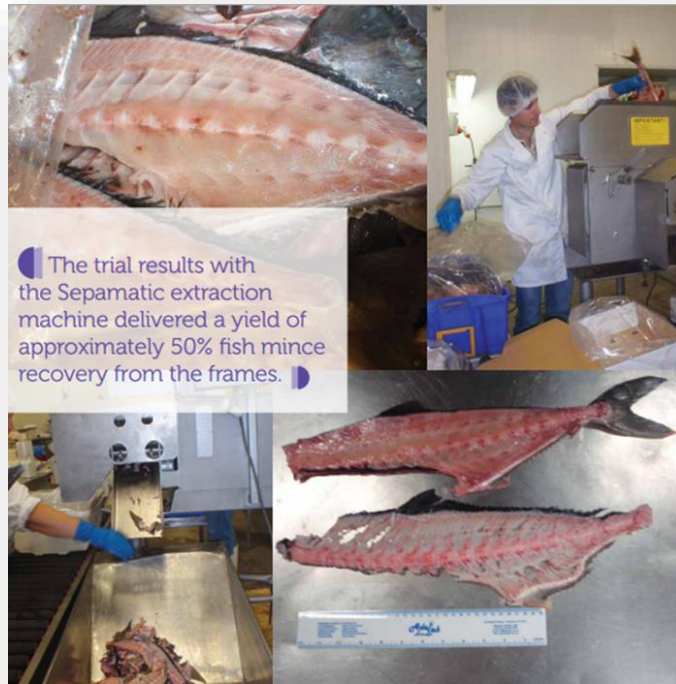 The trial results with
the Sepamatic extraction
machine delivered a yield of
approximately 50% fish mince
recovery from the frames.
IMPORTANT!